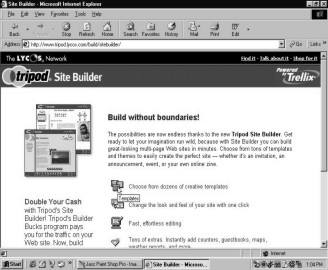 Site Builder - Microsoft Internet Explorer
File Edit View Favorites Tools Help
Back Stop Refresh Home Search Favorites History Mail Print Edit
Address http://www.tripod.lycos.com/build/sitebuilder/ Go Links
The LYCOS Network Find it - Talk about it - Shop for it
tripod Site Builder Powered by Trellix
Build without boundaries!
The possibilities are now endless thanks to the new Tripod Site Builder. Get
ready to let your imagination run wild, because with Site Builder you can build
great-looking multi-page Web sites in minutes. Choose from tons of templates
and themes to easily create the perfect site — whether it's an invitation, an
announcement, event, or your own online zine.
Choose from dozens of creative templates
Templates
Change the look and feel of your site with one click
Fast, effortless editing
Tons of extras: Instantly add counters, guestbooks, maps,
weather reports, and more
Double Your Cash
with Tripod's Site
Builder! Tripod's Builder
Bucks program pays
you for the traffic on your
Web site. Now, build
Internet
Start Jasc Paint Shop Pro - Ima... Site Builder - Microso... 1:04 PM